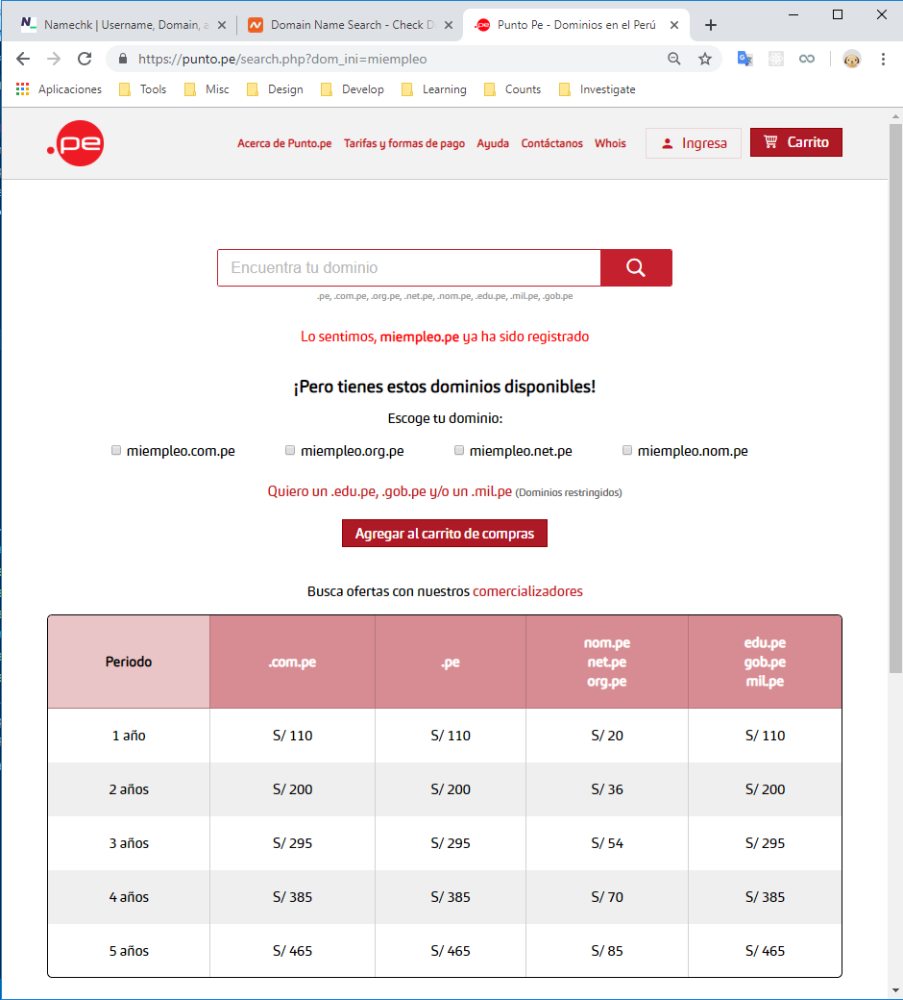 Namechk | Username, Domain, a
Domain Name Search - Check D
Punto Pe - Dominios en el Perú
https://punto.pe/search.php?dom_ini=miempleo
Aplicaciones Tools Misc Design Develop Learning Counts Investigate
.pe
Acerca de Punto.pe Tarifas y formas de pago Ayuda Contáctanos Whois Ingresa Carrito
Encuentra tu dominio
.pe, .com.pe, .org.pe, .net.pe, .nom.pe, .edu.pe, .mil.pe, .gob.pe
Lo sentimos, miempleo.pe ya ha sido registrado
¡Pero tienes estos dominios disponibles!
Escoge tu dominio:
miempleo.com.pe miempleo.org.pe miempleo.net.pe miempleo.nom.pe
Quiero un .edu.pe, .gob.pe y/o un .mil.pe (Dominios restringidos)
Agregar al carrito de compras
Busca ofertas con nuestros comercializadores
Periodo .com.pe .pe nom.pe net.pe org.pe edu.pe gob.pe mil.pe
1 año S/ 110 S/ 110 S/ 20 S/ 110
2 años S/ 200 S/ 200 S/ 36 S/ 200
3 años S/ 295 S/ 295 S/ 54 S/ 295
4 años S/ 385 S/ 385 S/ 70 S/ 385
5 años S/ 465 S/ 465 S/ 85 S/ 465